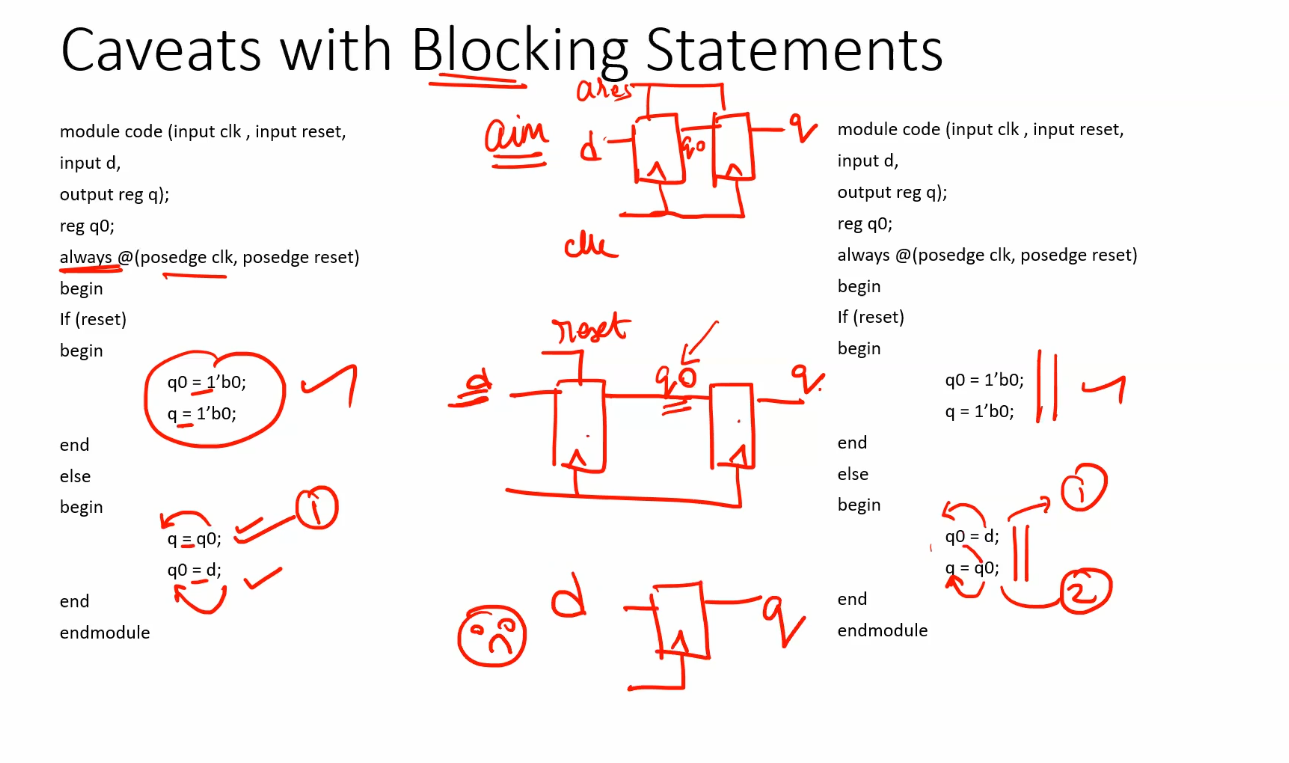 Caveats with Blocking Statements
module code (input clk , input reset,
input d,
output reg q);
reg q0;
always @(posedge clk, posedge reset)
begin
If (reset)
begin
q0 = 1'b0;
q = 1'b0;
end
else
begin
q = q0;
q0 = d;
end
endmodule
1
ares
aim
d
q0
q
clk
reset
d
q0
q.
d
q
module code (input clk , input reset,
input d,
output reg q);
reg q0;
always @(posedge clk, posedge reset)
begin
If (reset)
begin
q0 = 1'b0;
q = 1'b0;
end
else
begin
q0 = d;
q = q0;
end
endmodule
1
2